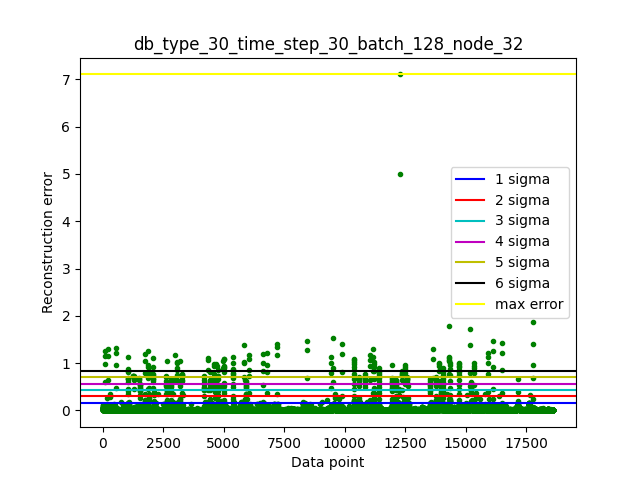 db_type_30_time_step_30_batch_128_node_32
Reconstruction error
7
6
5
4
3
2
1
0
1 sigma
2 sigma
3 sigma
4 sigma
5 sigma
6 sigma
max error
0 2500 5000 7500 10000 12500 15000 17500
Data point